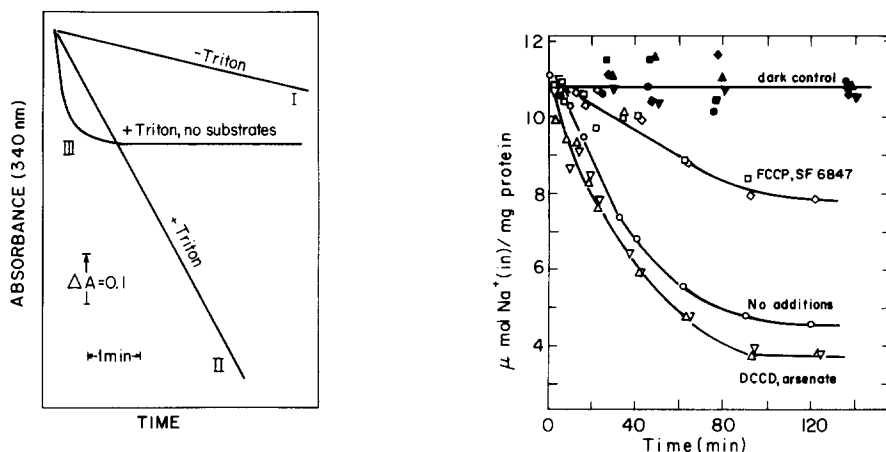 ABSORBANCE (340 nm)
-Triton
I
+ Triton, no substrates
III
+Triton
ΔA=0.1
1min
II
TIME
μ mol Na⁺(in)/mg protein
12
10
8
6
4
dark control
FCCP, SF 6847
No additions
DCCD, arsenate
0
40
80
120
Time (min)